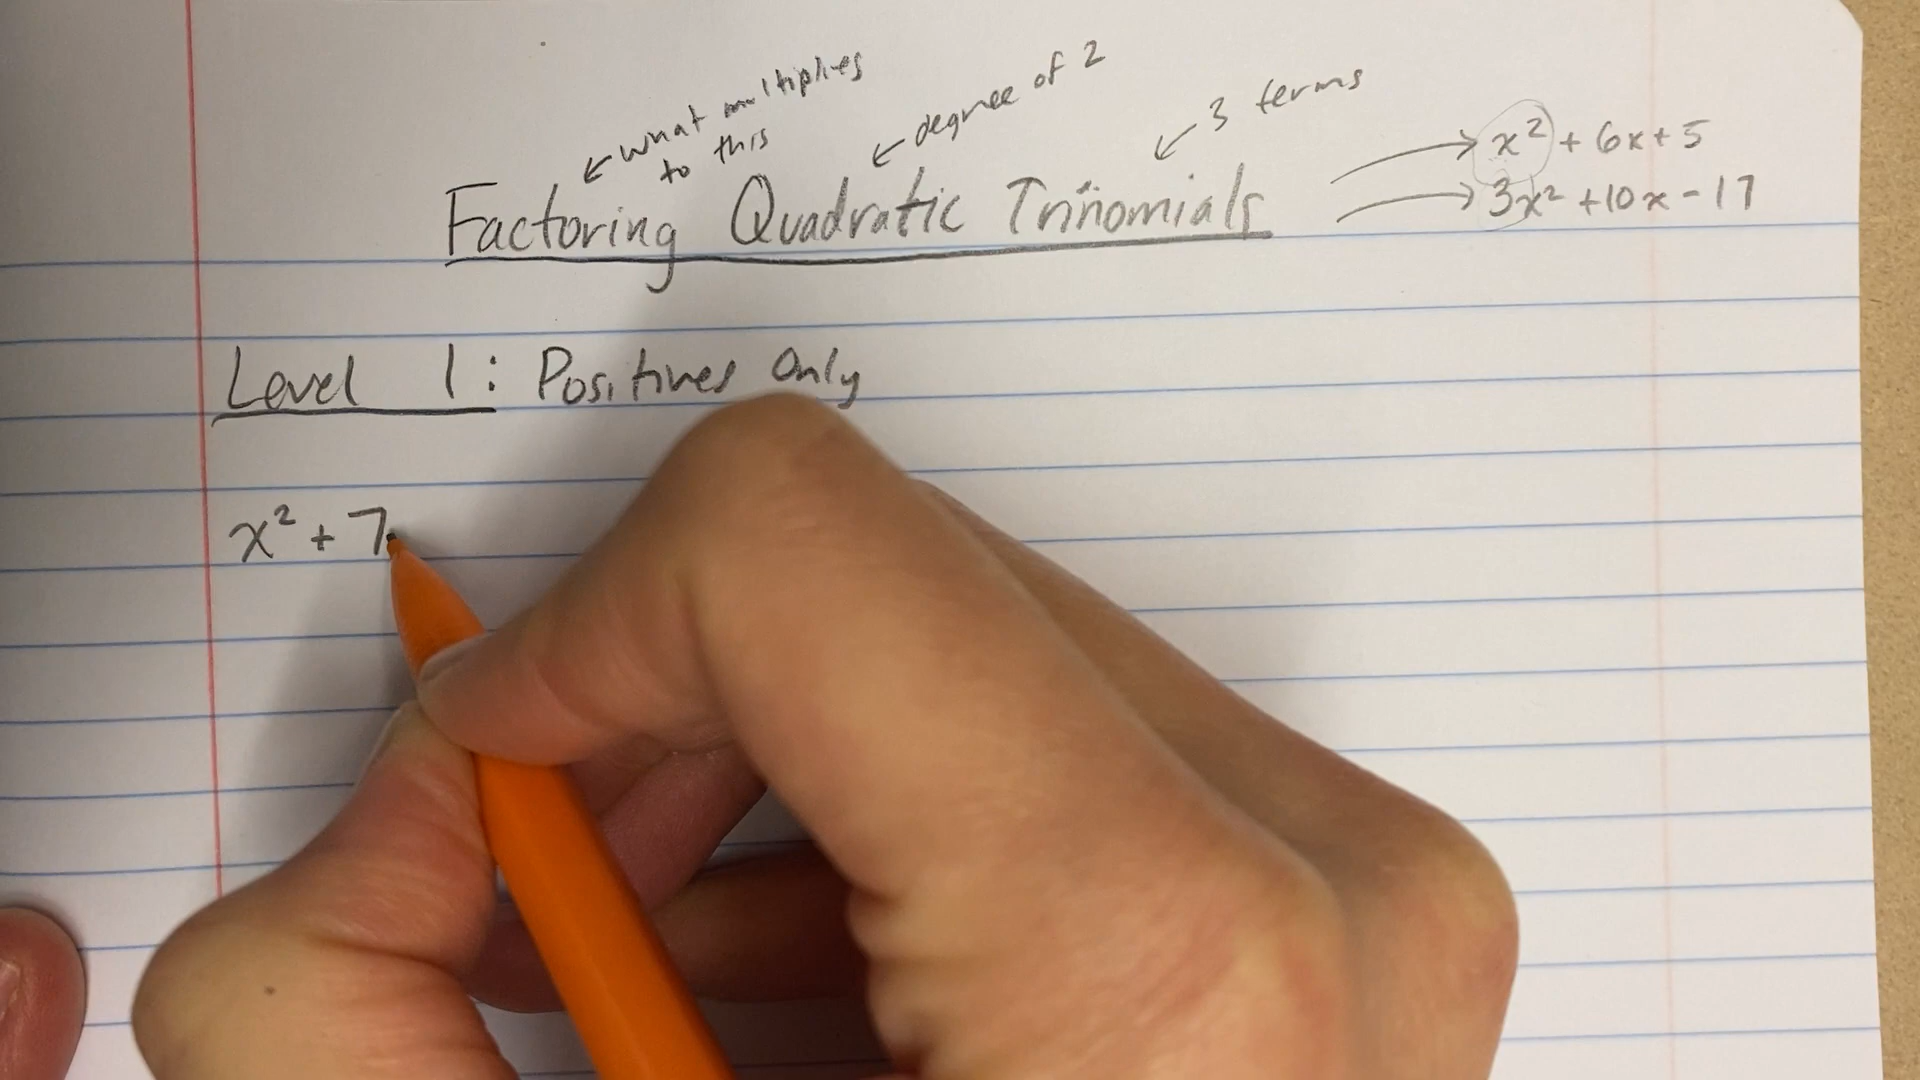 what multiplies
to this
degree of 2
3 terms
Factoring Quadratic Trinomials
x² + 6x + 5
3x² + 10x - 17
Level 1: Positives Only
x² + 7